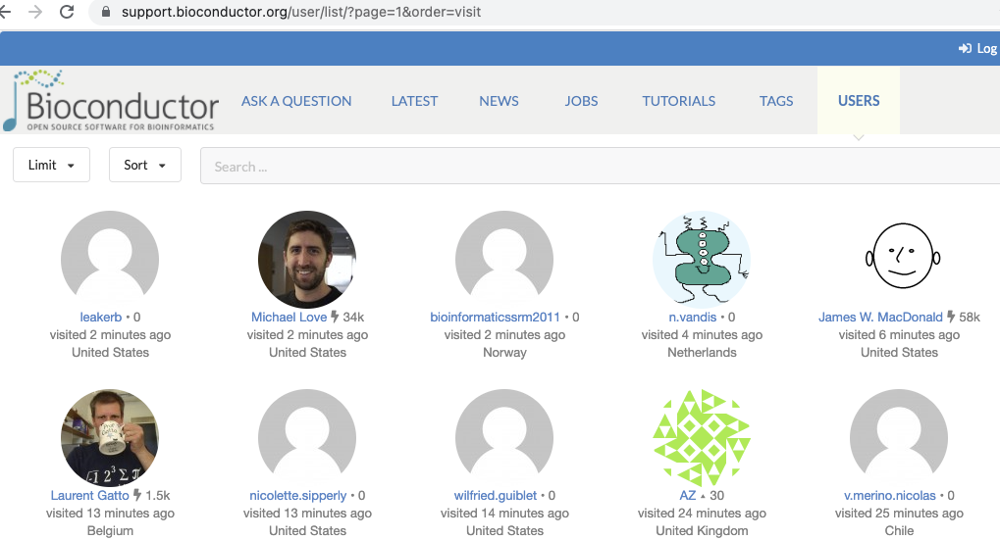 support.bioconductor.org/user/list/?page=1&order=visit
Log
Bioconductor
OPEN SOURCE SOFTWARE FOR BIOINFORMATICS
ASK A QUESTION LATEST NEWS JOBS TUTORIALS TAGS USERS
Limit Sort Search ...
leakerb • 0
visited 2 minutes ago
United States
Michael Love 34k
visited 2 minutes ago
United States
bioinformaticssrm2011 • 0
visited 2 minutes ago
Norway
n.vandis • 0
visited 4 minutes ago
Netherlands
James W. MacDonald 58k
visited 6 minutes ago
United States
Laurent Gatto 1.5k
visited 13 minutes ago
Belgium
nicolette.sipperly • 0
visited 13 minutes ago
United States
wilfried.guiblet • 0
visited 14 minutes ago
United States
AZ ▴ 30
visited 24 minutes ago
United Kingdom
v.merino.nicolas • 0
visited 25 minutes ago
Chile